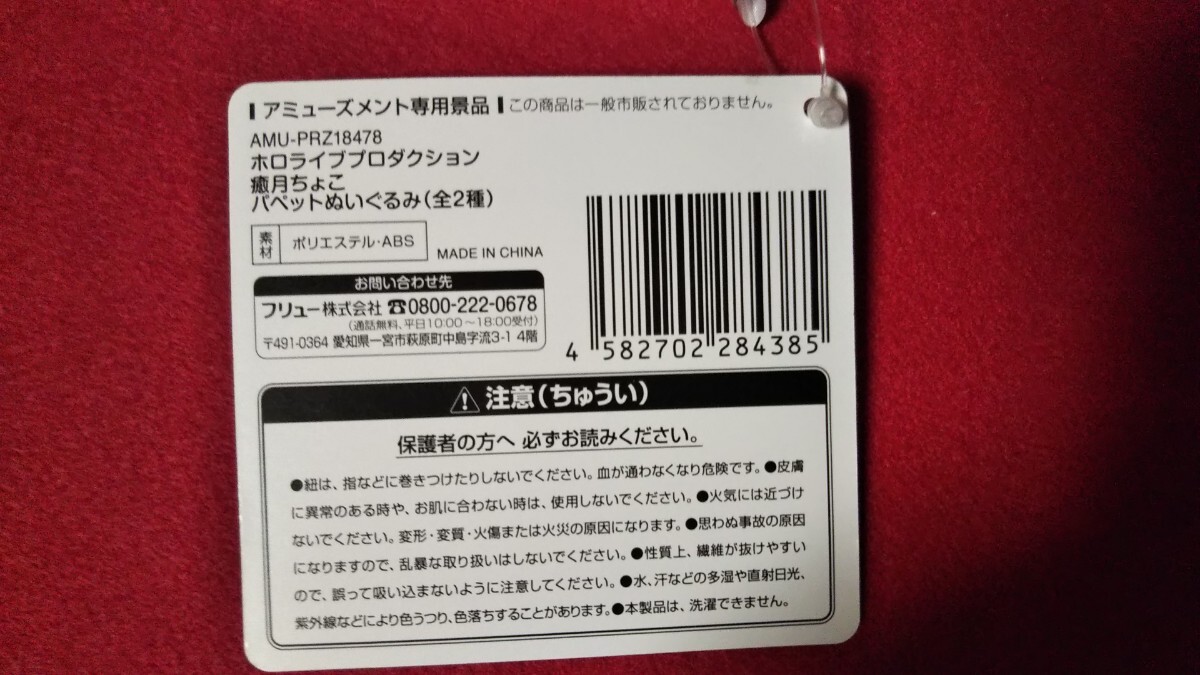 アミューズメント専用景品 この商品は一般市販されておりません。
AMU-PRZ18478
ホロライブプロダクション
癒月ちょこ
パペットぬいぐるみ(全2種)
素材 ポリエステル・ABS MADE IN CHINA
お問い合わせ先
フリュー株式会社 ☎0800-222-0678
(通話無料、平日10:00~18:00受付)
〒491-0364 愛知県一宮市萩原町中島字流3-1 4階
4 582702 284385
注意(ちゅうい)
保護者の方へ 必ずお読みください。
●紐は、指などに巻きつけたりしないでください。血が通わなくなり危険です。●皮膚
に異常のある時や、お肌に合わない時は、使用しないでください。●火気には近づけ
ないでください。変形・変質・火傷または火災の原因になります。●思わぬ事故の原因
になりますので、乱暴な取り扱いはしないでください。●性質上、繊維が抜けやすい
ので、誤って吸い込まないように注意してください。●水、汗などの多湿や直射日光、
紫外線などにより色うつり、色落ちすることがあります。●本製品は、洗濯できません。